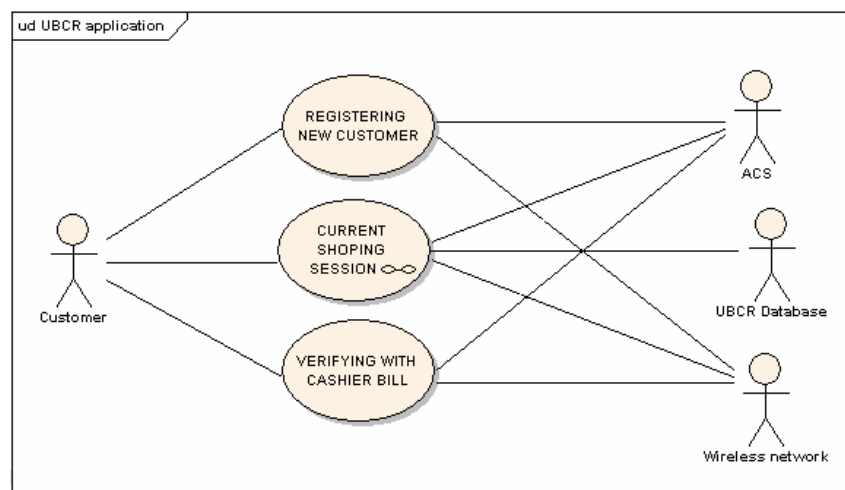 ud UBCR application
REGISTERING
NEW CUSTOMER
ACS
CURRENT
SHOPING
SESSION
Customer
UBCR Database
VERIFYING WITH
CASHIER BILL
Wireless network